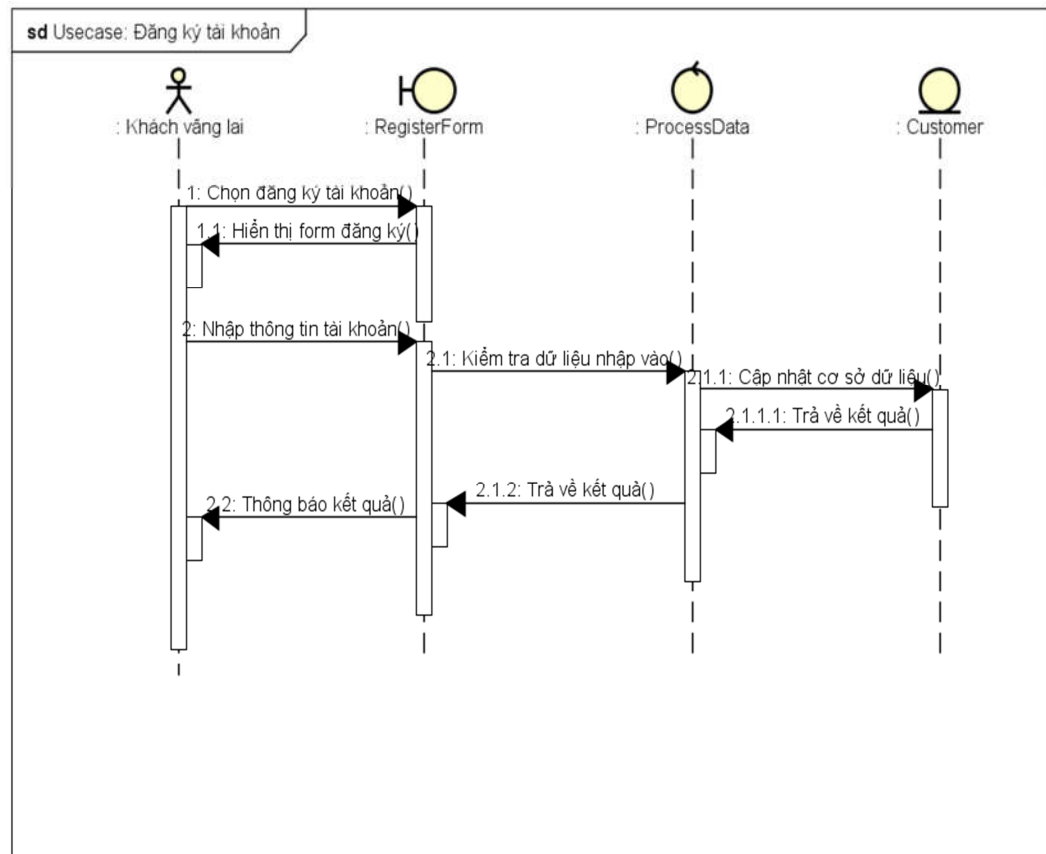 sd Usecase: Đăng ký tài khoản
: Khách vãng lai
: RegisterForm
: ProcessData
: Customer
1: Chọn đăng ký tài khoản()
1.1: Hiển thị form đăng ký()
2: Nhập thông tin tài khoản()
2.1: Kiểm tra dữ liệu nhập vào()
2.1.1: Cập nhật cơ sở dữ liệu()
2.1.1.1: Trả về kết quả()
2.1.2: Trả về kết quả()
2.2: Thông báo kết quả()